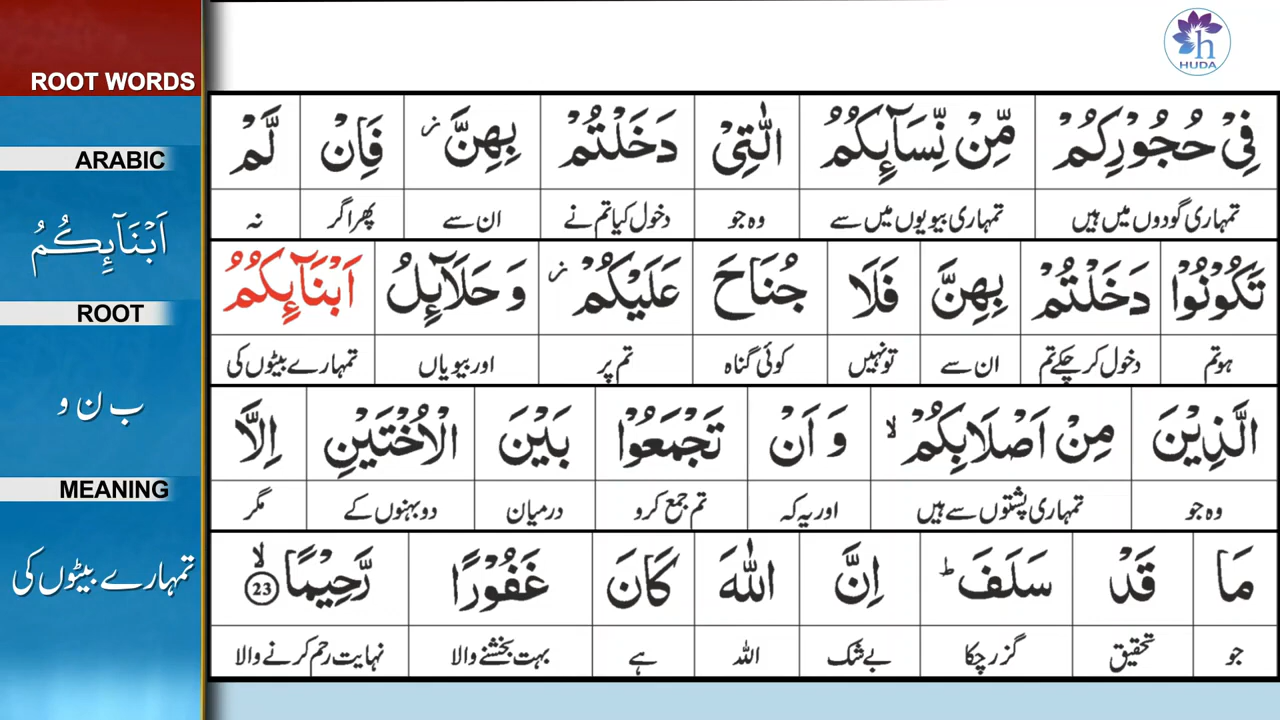 ROOT WORDS
ARABIC
اَبْنَآئِكُمُ
ROOT
ب ن و
MEANING
تمہارے بیٹوں کی
h
HUDA
فِیْ حُجُوْرِكُمْ مِّنْ نِّسَآئِكُمُ الّٰتِیْ دَخَلْتُمْ بِهِنَّ ؗ فَاِنْ لَّمْ
تمہاری گودوں میں ہیں تمہاری بیویوں میں سے وہ جو دخول کیا تم نے ان سے پھر اگر نہ
تَكُوْنُوْا دَخَلْتُمْ بِهِنَّ فَلَا جُنَاحَ عَلَیْكُمْ ؗ وَ حَلَآئِلُ اَبْنَآئِكُمُ
ہو تم دخول کر چکے تم ان سے تو نہیں کوئی گناہ تم پر اور بیویاں تمہارے بیٹوں کی
الَّذِیْنَ مِنْ اَصْلَابِكُمْ ۙ وَ اَنْ تَجْمَعُوْا بَیْنَ الْاُخْتَیْنِ اِلَّا
وہ جو تمہاری پشتوں سے ہیں اور یہ کہ تم جمع کرو درمیان دو بہنوں کے مگر
مَا قَدْ سَلَفَ ؕ اِنَّ اللّٰهَ كَانَ غَفُوْرًا رَّحِیْمًا ۙ 23
جو تحقیق گزر چکا بے شک اللہ ہے بہت بخشنے والا نہایت رحم کرنے والا